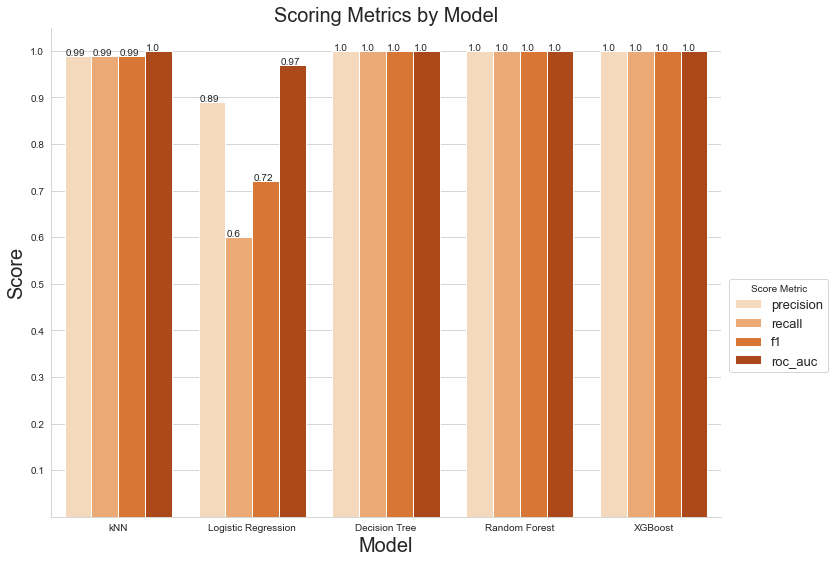 Scoring Metrics by Model
Score
1.0
0.9
0.8
0.7
0.6
0.5
0.4
0.3
0.2
0.1
0.99 0.99 0.99 1.0
0.89 0.6 0.72 0.97
1.0 1.0 1.0 1.0
1.0 1.0 1.0 1.0
1.0 1.0 1.0 1.0
kNN Logistic Regression Decision Tree Random Forest XGBoost
Model
Score Metric
precision
recall
f1
roc_auc